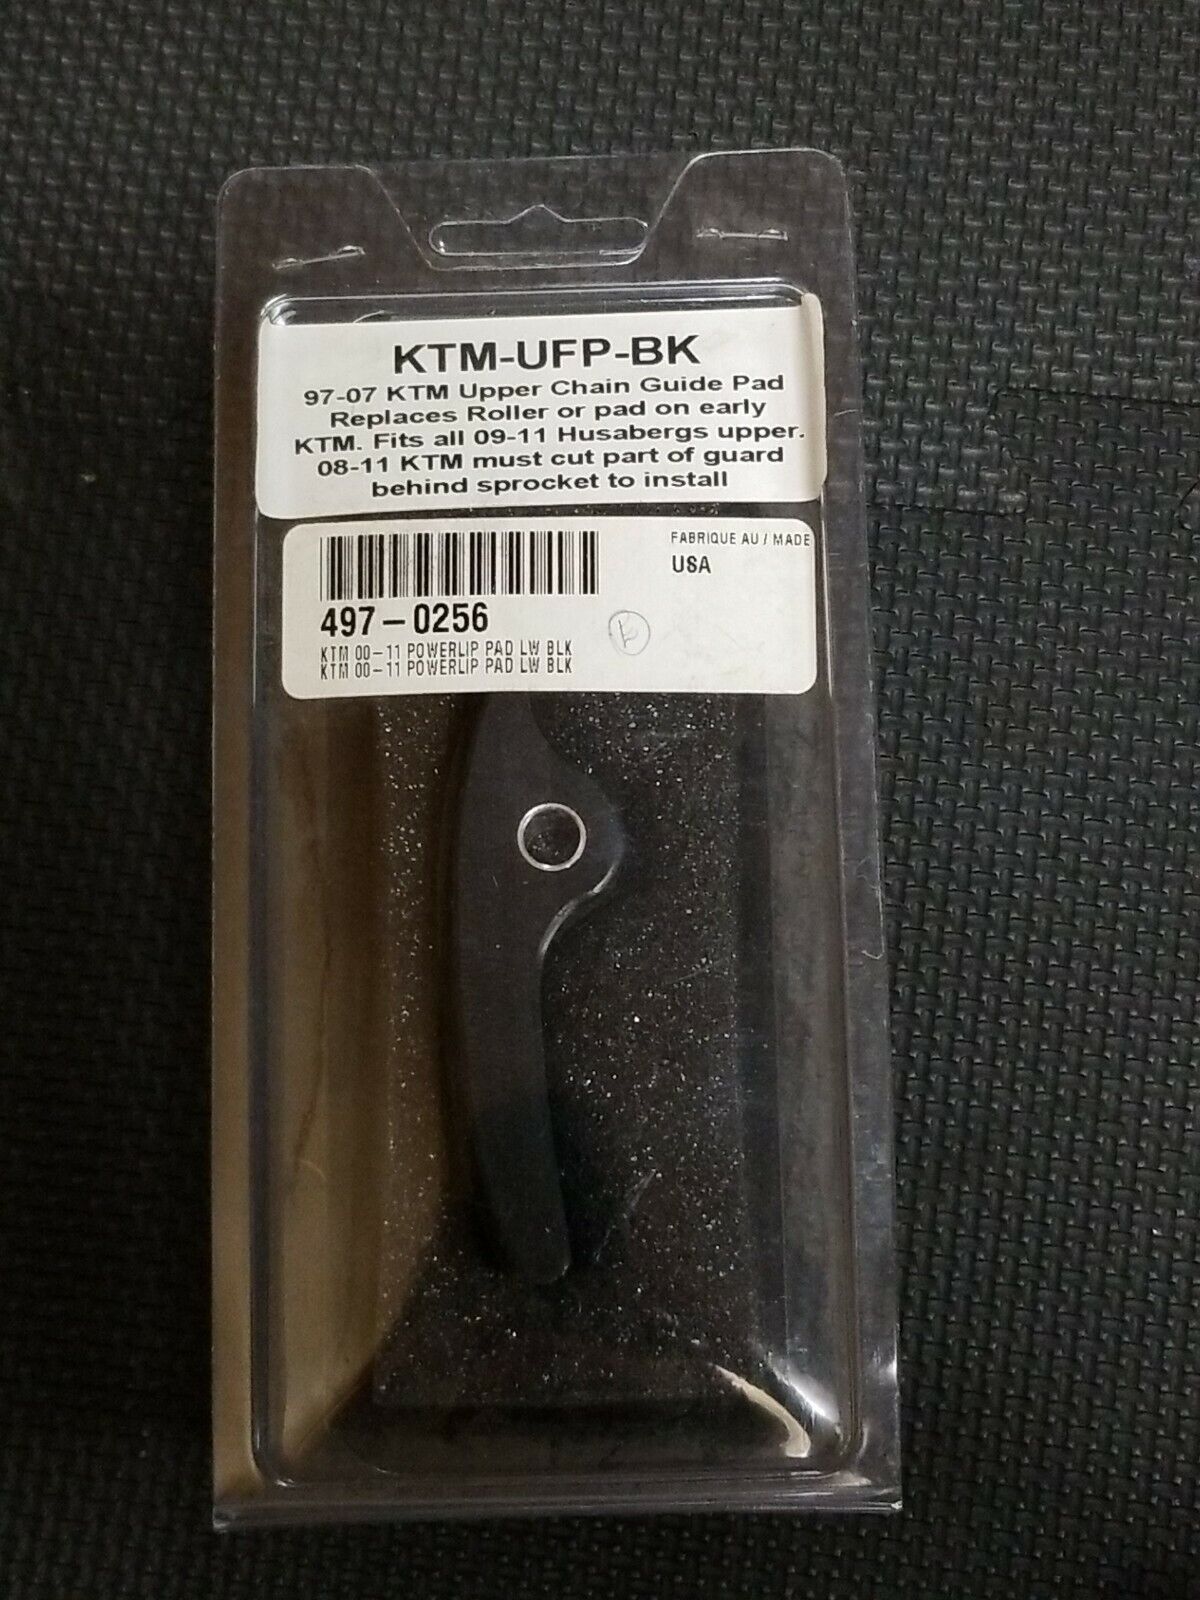 KTM-UFP-BK
97-07 KTM Upper Chain Guide Pad
Replaces Roller or pad on early
KTM. Fits all 09-11 Husabergs upper.
08-11 KTM must cut part of guard
behind sprocket to install
FABRIQUE AU / MADE
USA
497-0256
KTM 00-11 POWERLIP PAD LW BLK
KTM 00-11 POWERLIP PAD LW BLK